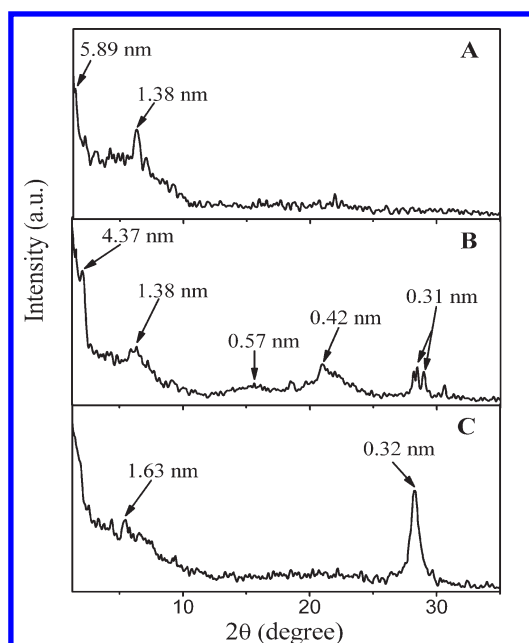 A
5.89 nm
1.38 nm
B
4.37 nm
1.38 nm
0.57 nm
0.42 nm
0.31 nm
C
1.63 nm
0.32 nm
Intensity (a.u.)
10 20 30
2θ (degree)